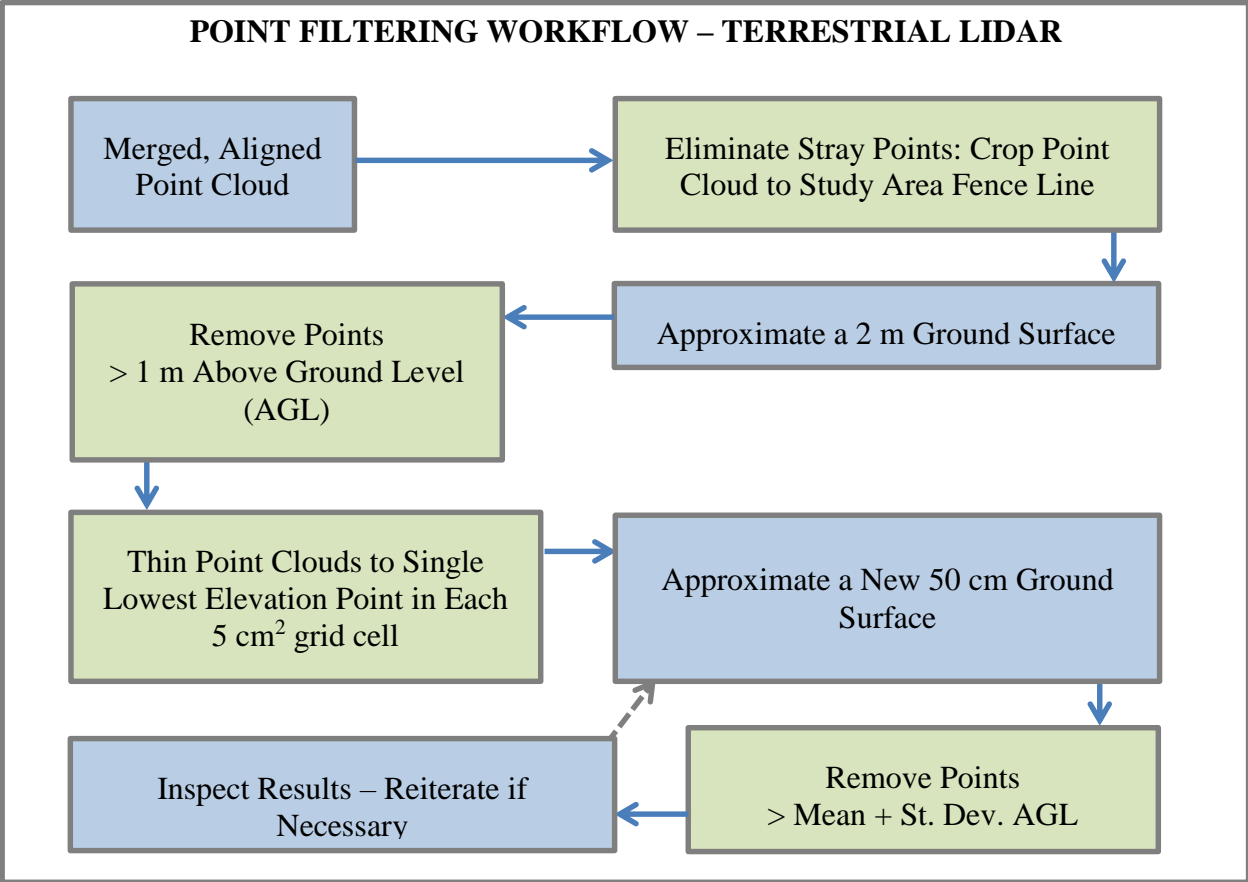 POINT FILTERING WORKFLOW – TERRESTRIAL LIDAR
Merged, Aligned
Point Cloud
Eliminate Stray Points: Crop Point
Cloud to Study Area Fence Line
Approximate a 2 m Ground Surface
Remove Points
> 1 m Above Ground Level
(AGL)
Thin Point Clouds to Single
Lowest Elevation Point in Each
5 cm² grid cell
Approximate a New 50 cm Ground
Surface
Remove Points
> Mean + St. Dev. AGL
Inspect Results – Reiterate if
Necessary